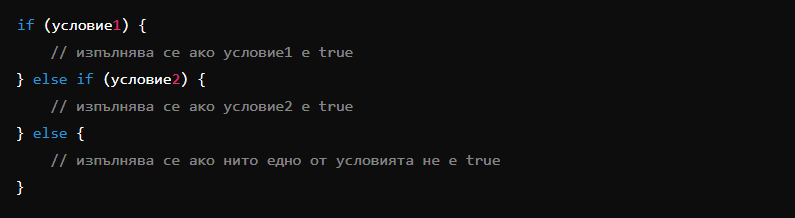 if (условие1) {
    // изпълнява се ако условие1 е true
} else if (условие2) {
    // изпълнява се ако условие2 е true
} else {
    // изпълнява се ако нито едно от условията не е true
}